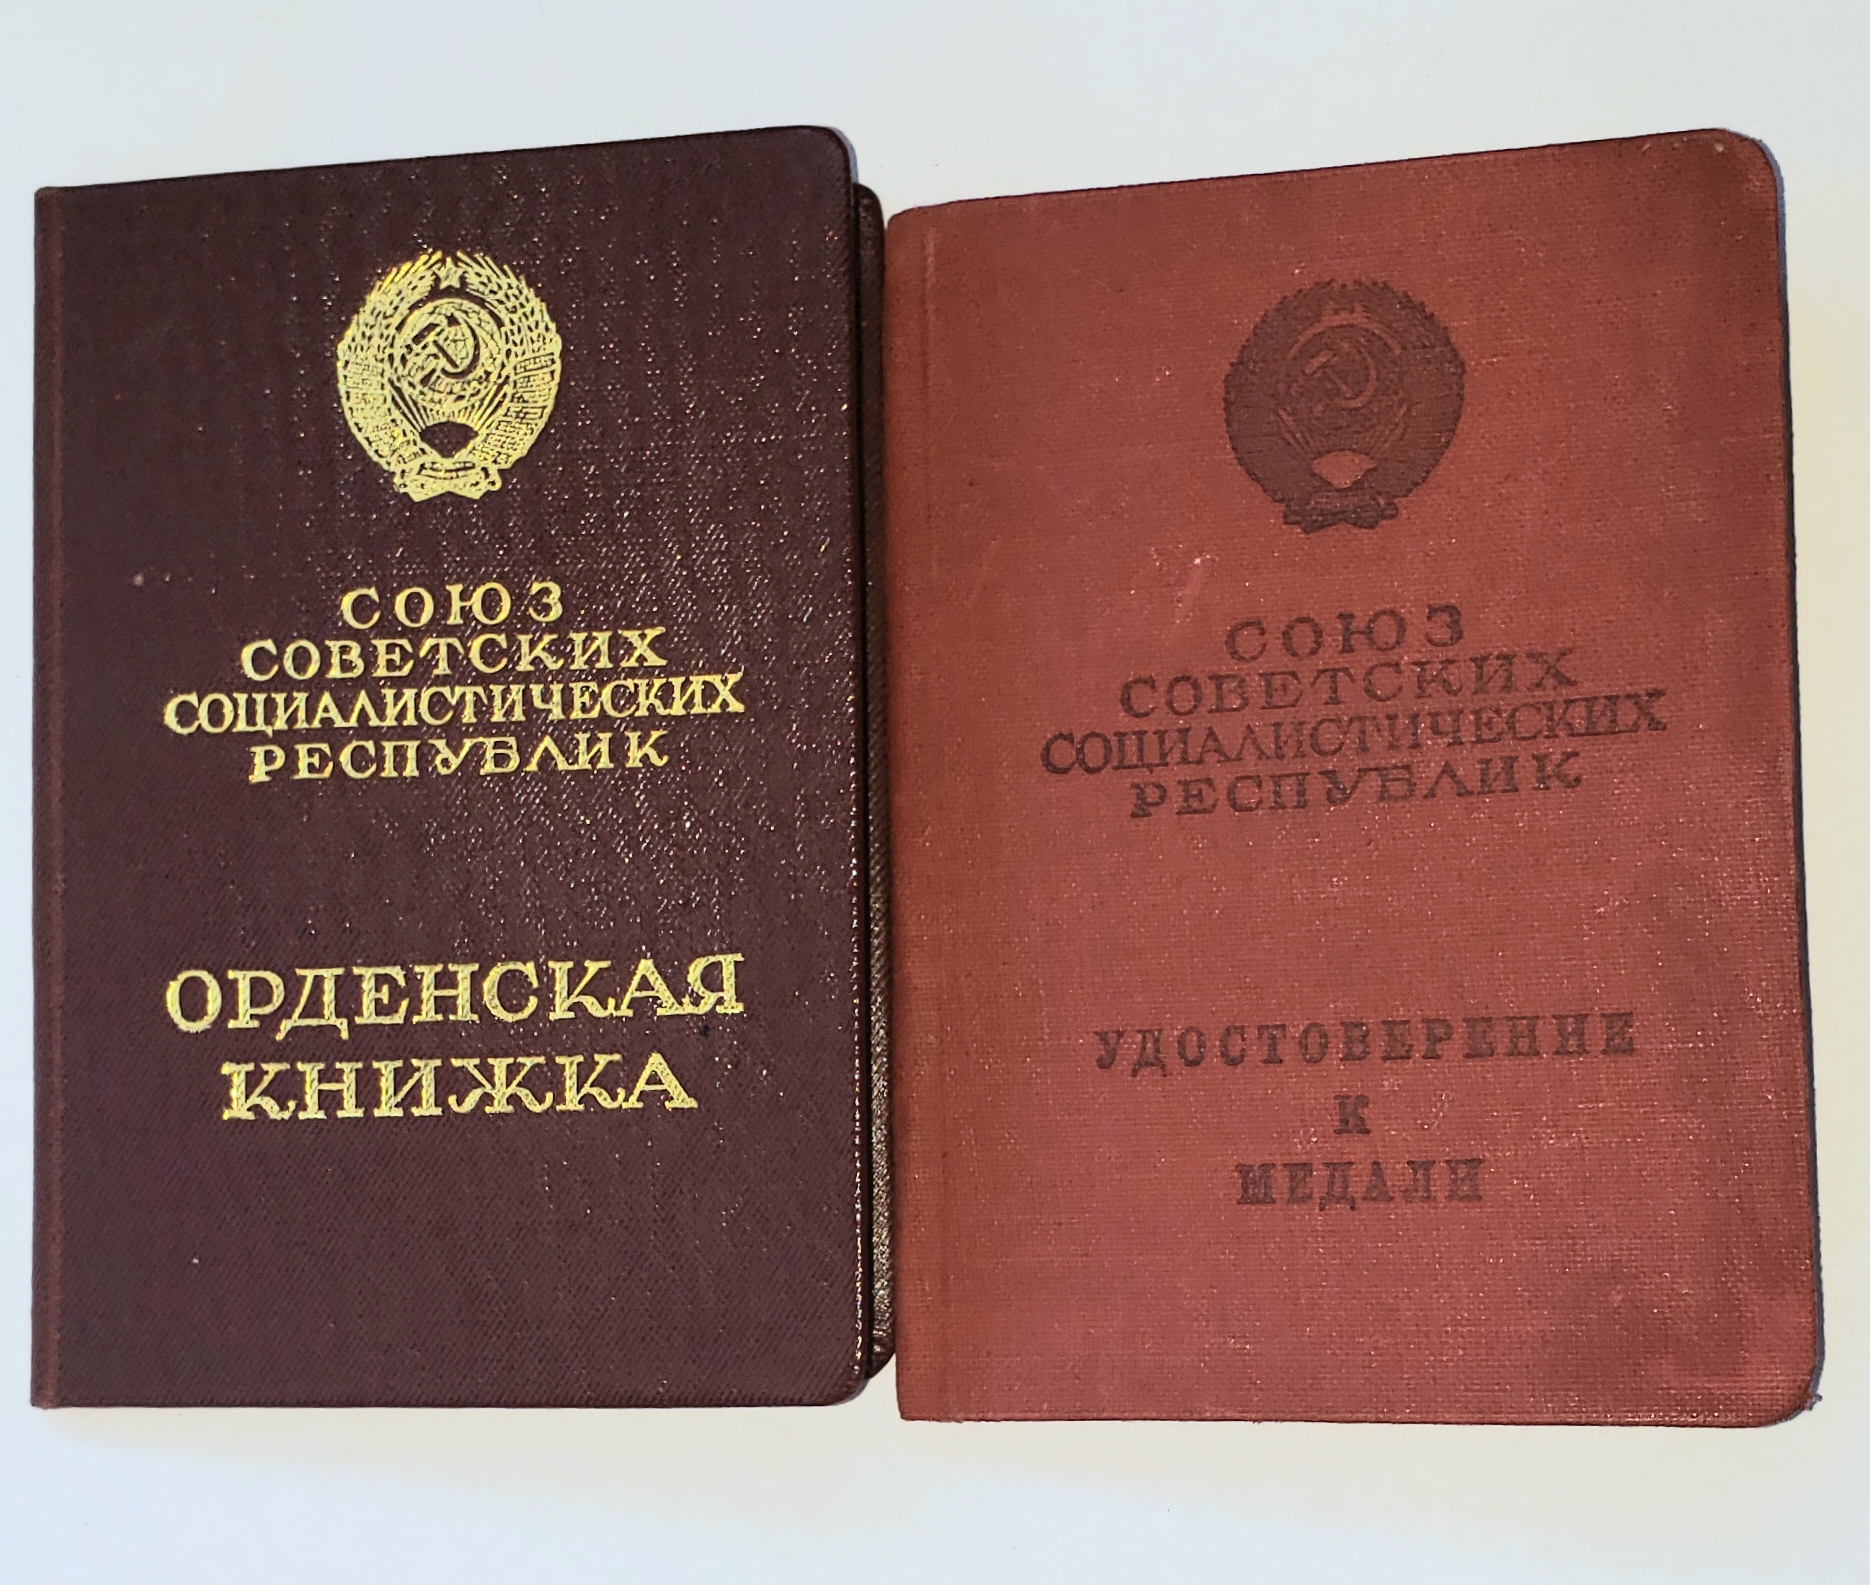 СОЮЗ
СОВЕТСКИХ
СОЦИАЛИСТИЧЕСКИХ
РЕСПУБЛИК
ОРДЕНСКАЯ
КНИЖКА
СОЮЗ
СОВЕТСКИХ
СОЦИАЛИСТИЧЕСКИХ
РЕСПУБЛИК
УДОСТОВЕРЕНИЕ
К
МЕДАЛИ